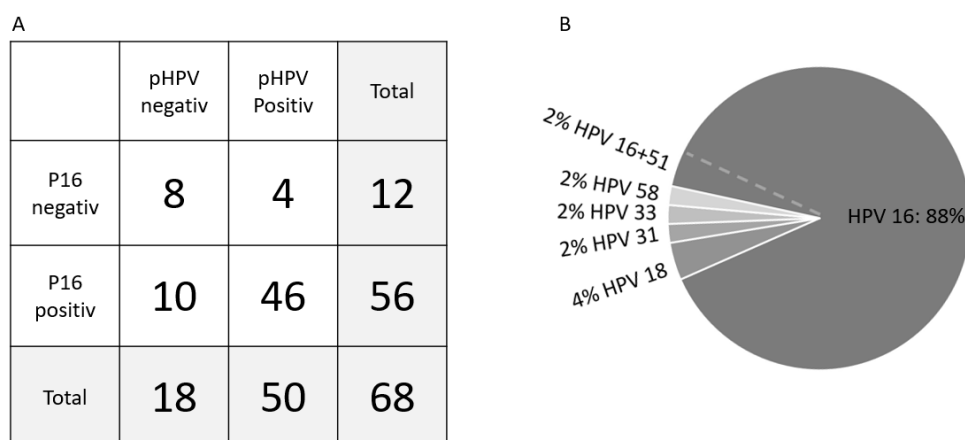 A
pHPV
negativ
pHPV
Positiv
Total
P16
negativ
8
4
12
P16
positiv
10
46
56
Total
18
50
68
B
2% HPV 16+51
2% HPV 58
2% HPV 33
2% HPV 31
4% HPV 18
HPV 16: 88%